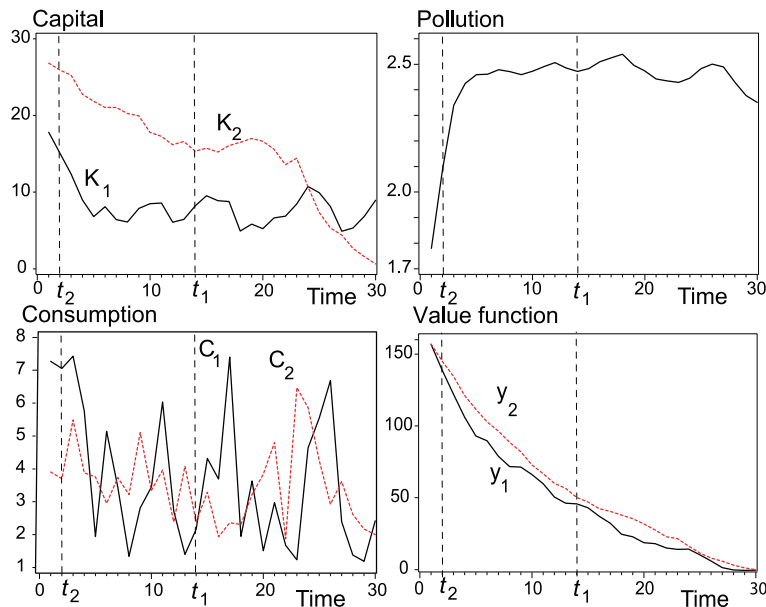 Capital
30
20
10
0
K₂
K₁
0 t₂ 10 t₁ 20 Time 30
Pollution
2.5
2.0
1.7
0 t₂ 10 t₁ 20 Time 30
Consumption
8
7
6
5
4
3
2
1
C₁ C₂
0 t₂ 10 t₁ 20 Time 30
Value function
150
100
50
0
y₂
y₁
0 t₂ 10 t₁ 20 Time 30